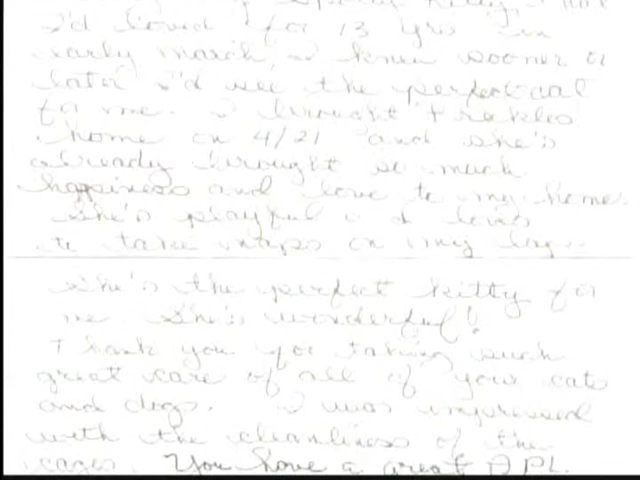 kitty, that
I'd loved for 13 yrs in
early march, I knew sooner or
later I'd see the perfect cat
for me. I brought Freckles
home on 4/21 and she's
already brought so much
happiness and love to my home.
She's playful & loves
to take naps on my lap.
She's the perfect kitty for
me. She's wonderful!
Thank you for taking such
great care of all of your cats
and dogs. I was impressed
with the cleanliness of the
cages. You have a great APL.